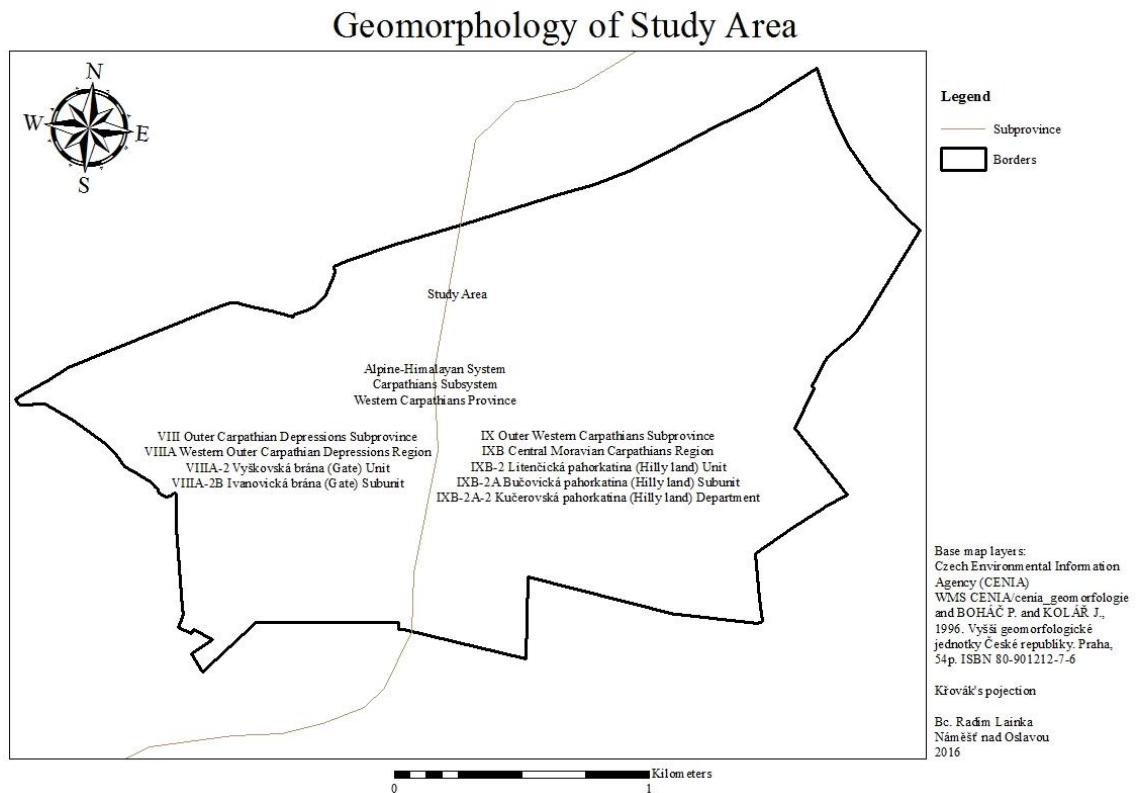 Geomorphology of Study Area
N
W
E
S
Legend
Subprovince
Borders
Study Area
Alpine-Himalayan System
Carpathians Subsystem
Western Carpathians Province
VIII Outer Carpathian Depressions Subprovince
VIIIA Western Outer Carpathian Depressions Region
VIIIA-2 Vyškovská brána (Gate) Unit
VIIIA-2B Ivanovická brána (Gate) Subunit
IX Outer Western Carpathians Subprovince
IXB Central Moravian Carpathians Region
IXB-2 Litenčická pahorkatina (Hilly land) Unit
IXB-2A Bučovická pahorkatina (Hilly land) Subunit
IXB-2A-2 Kučerovská pahorkatina (Hilly land) Department
Base map layers:
Czech Environmental Information
Agency (CENIA)
WMS CENIA/cenia_geomorfologie
and BOHÁČ P. and KOLÁŘ J.,
1996. Vyšší geomorfologické
jednotky České republiky. Praha,
54p. ISBN 80-901212-7-6
Křovák's pojection
Bc. Radim Lainka
Náměšť nad Oslavou
2016
Kilometers
0
1